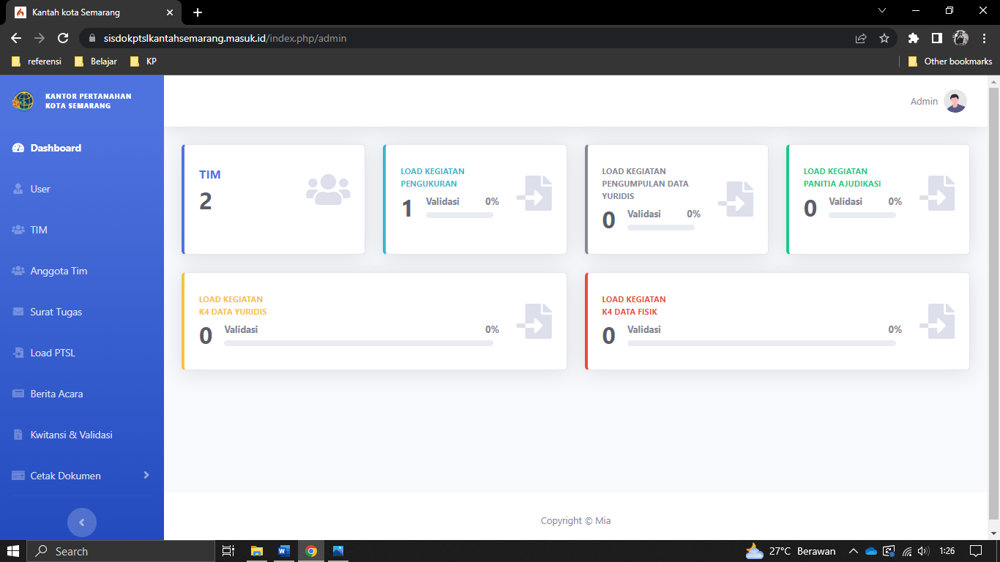 Kantah kota Semarang
sisdokptslkantahsemarang.masuk.id/index.php/admin
referensi
Belajar
KP
Other bookmarks
KANTOR PERTANAHAN
KOTA SEMARANG
Admin
Dashboard
User
TIM
Anggota Tim
Surat Tugas
Load PTSL
Berita Acara
Kwitansi & Validasi
Cetak Dokumen
TIM
2
LOAD KEGIATAN
PENGUKURAN
1 Validasi 0%
LOAD KEGIATAN
PENGUMPULAN DATA
YURIDIS
0 Validasi 0%
LOAD KEGIATAN
PANITIA AJUDIKASI
0 Validasi 0%
LOAD KEGIATAN
K4 DATA YURIDIS
0 Validasi 0%
LOAD KEGIATAN
K4 DATA FISIK
0 Validasi 0%
Copyright © Mia
Search
27°C Berawan
1:26